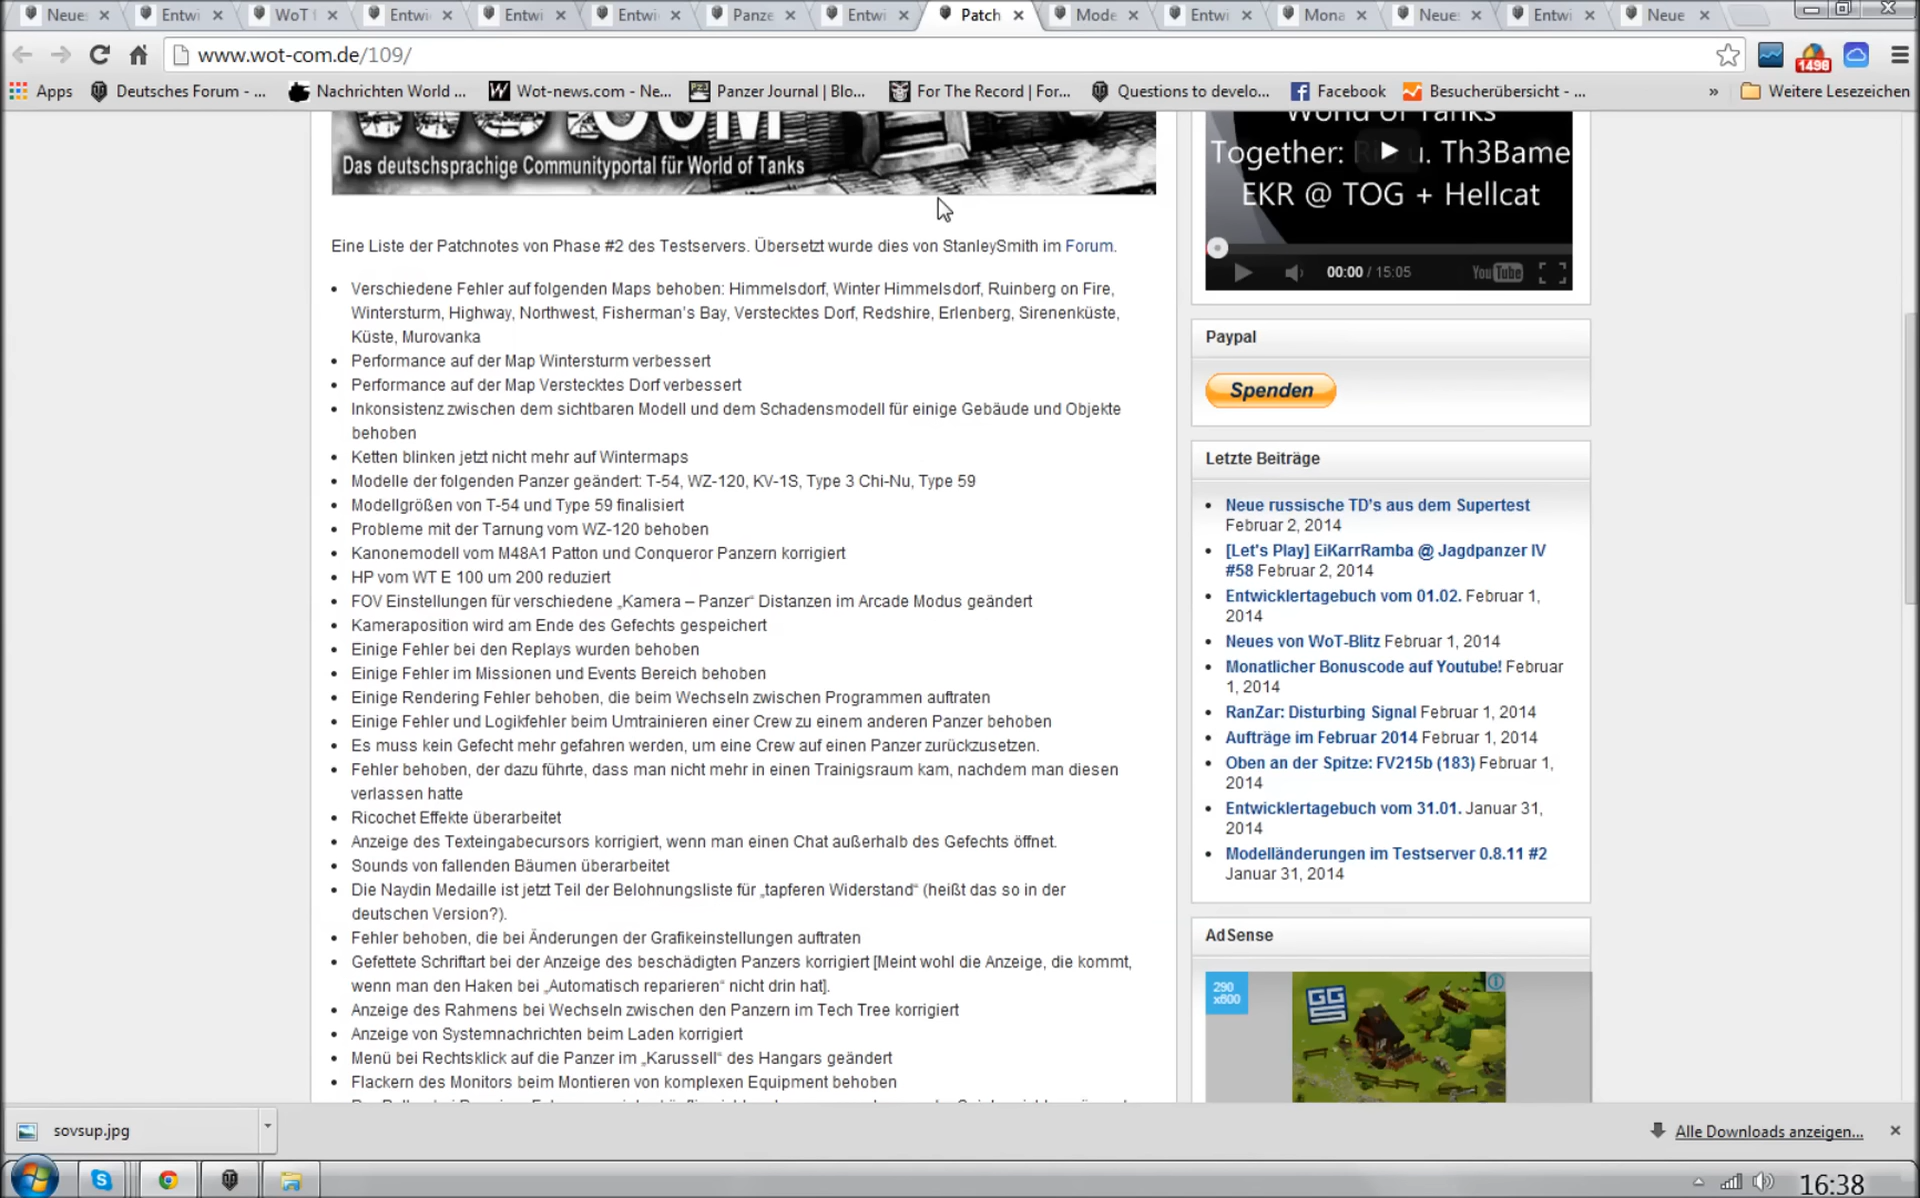 Neue:
Entwi
WoT f
Entwi
Entwi
Entwi
Panze
Entwi
Patch
Mode
Entwi
Mona
Neue:
Entwi
Neue
www.wot-com.de/109/
1496
Apps
Deutsches Forum - ...
Nachrichten World ...
Wot-news.com - Ne...
Panzer Journal | Blo...
For The Record | For...
Questions to develo...
Facebook
Besucherübersicht - ...
»
Weitere Lesezeichen
Das deutschsprachige Communityportal für World of Tanks
Eine Liste der Patchnotes von Phase #2 des Testservers. Übersetzt wurde dies von StanleySmith im Forum.
• Verschiedene Fehler auf folgenden Maps behoben: Himmelsdorf, Winter Himmelsdorf, Ruinberg on Fire,
Wintersturm, Highway, Northwest, Fisherman's Bay, Verstecktes Dorf, Redshire, Erlenberg, Sirenenküste,
Küste, Murovanka
• Performance auf der Map Wintersturm verbessert
• Performance auf der Map Verstecktes Dorf verbessert
• Inkonsistenz zwischen dem sichtbaren Modell und dem Schadensmodell für einige Gebäude und Objekte
behoben
• Ketten blinken jetzt nicht mehr auf Wintermaps
• Modelle der folgenden Panzer geändert: T-54, WZ-120, KV-1S, Type 3 Chi-Nu, Type 59
• Modellgrößen von T-54 und Type 59 finalisiert
• Probleme mit der Tarnung vom WZ-120 behoben
• Kanonemodell vom M48A1 Patton und Conqueror Panzern korrigiert
• HP vom WT E 100 um 200 reduziert
• FOV Einstellungen für verschiedene „Kamera – Panzer“ Distanzen im Arcade Modus geändert
• Kameraposition wird am Ende des Gefechts gespeichert
• Einige Fehler bei den Replays wurden behoben
• Einige Fehler im Missionen und Events Bereich behoben
• Einige Rendering Fehler behoben, die beim Wechseln zwischen Programmen auftraten
• Einige Fehler und Logikfehler beim Umtrainieren einer Crew zu einem anderen Panzer behoben
• Es muss kein Gefecht mehr gefahren werden, um eine Crew auf einen Panzer zurückzusetzen.
• Fehler behoben, der dazu führte, dass man nicht mehr in einen Trainigsraum kam, nachdem man diesen
verlassen hatte
• Ricochet Effekte überarbeitet
• Anzeige des Texteingabecursors korrigiert, wenn man einen Chat außerhalb des Gefechts öffnet.
• Sounds von fallenden Bäumen überarbeitet
• Die Naydin Medaille ist jetzt Teil der Belohnungsliste für „tapferen Widerstand“ (heißt das so in der
deutschen Version?).
• Fehler behoben, die bei Änderungen der Grafikeinstellungen auftraten
• Gefettete Schriftart bei der Anzeige des beschädigten Panzers korrigiert [Meint wohl die Anzeige, die kommt,
wenn man den Haken bei „Automatisch reparieren“ nicht drin hat].
• Anzeige des Rahmens bei Wechseln zwischen den Panzern im Tech Tree korrigiert
• Anzeige von Systemnachrichten beim Laden korrigiert
• Menü bei Rechtsklick auf die Panzer im „Karussell“ des Hangars geändert
• Flackern des Monitors beim Montieren von komplexen Equipment behoben
World of Tanks
Together: u. Th3Bame
EKR @ TOG + Hellcat
00:00 / 15:05
YouTube
Paypal
Spenden
Letzte Beiträge
• Neue russische TD's aus dem Supertest
Februar 2, 2014
• [Let's Play] EiKarrRamba @ Jagdpanzer IV
#58 Februar 2, 2014
• Entwicklertagebuch vom 01.02. Februar 1,
2014
• Neues von WoT-Blitz Februar 1, 2014
• Monatlicher Bonuscode auf Youtube! Februar
1, 2014
• RanZar: Disturbing Signal Februar 1, 2014
• Aufträge im Februar 2014 Februar 1, 2014
• Oben an der Spitze: FV215b (183) Februar 1,
2014
• Entwicklertagebuch vom 31.01. Januar 31,
2014
• Modelländerungen im Testserver 0.8.11 #2
Januar 31, 2014
AdSense
290
x600
GGS
sovsup.jpg
Alle Downloads anzeigen...
16:38